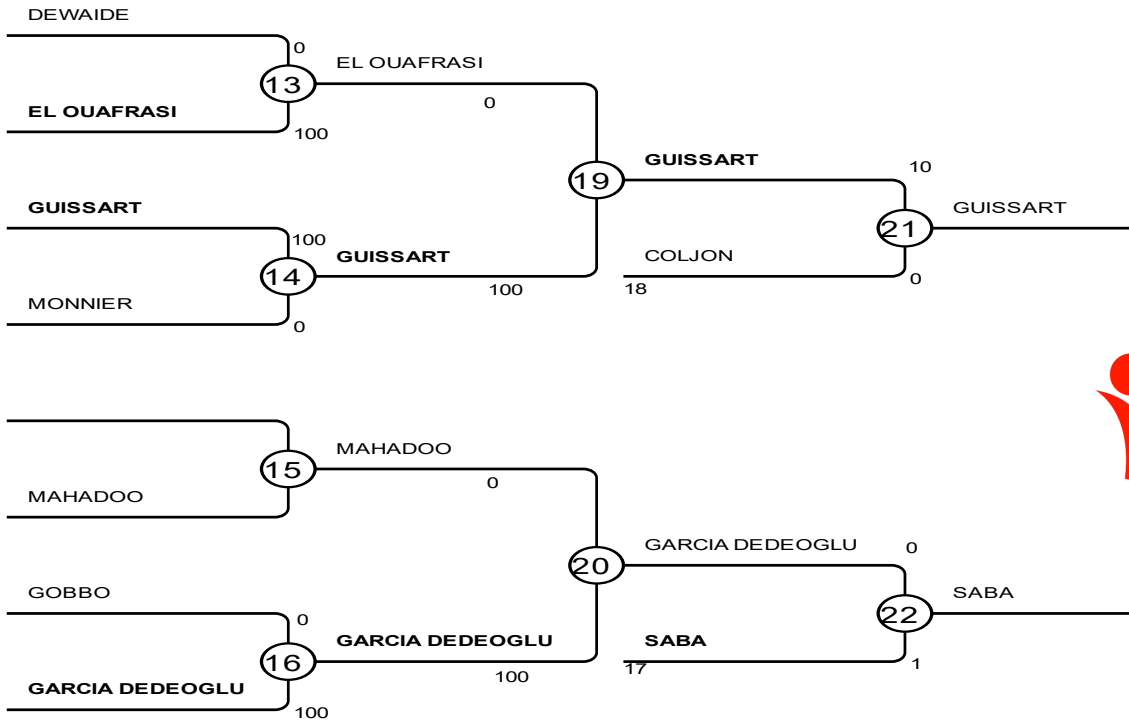 DEWAIDE
0
13
EL OUAFRASI
0
EL OUAFRASI
100
19
GUISSART
10
GUISSART
100
21
GUISSART
14
GUISSART
100
COLJON
18
0
MONNIER
0
15
MAHADOO
0
MAHADOO
20
GARCIA DEDEOGLU
0
GOBBO
0
22
SABA
16
GARCIA DEDEOGLU
100
SABA
17
1
GARCIA DEDEOGLU
100